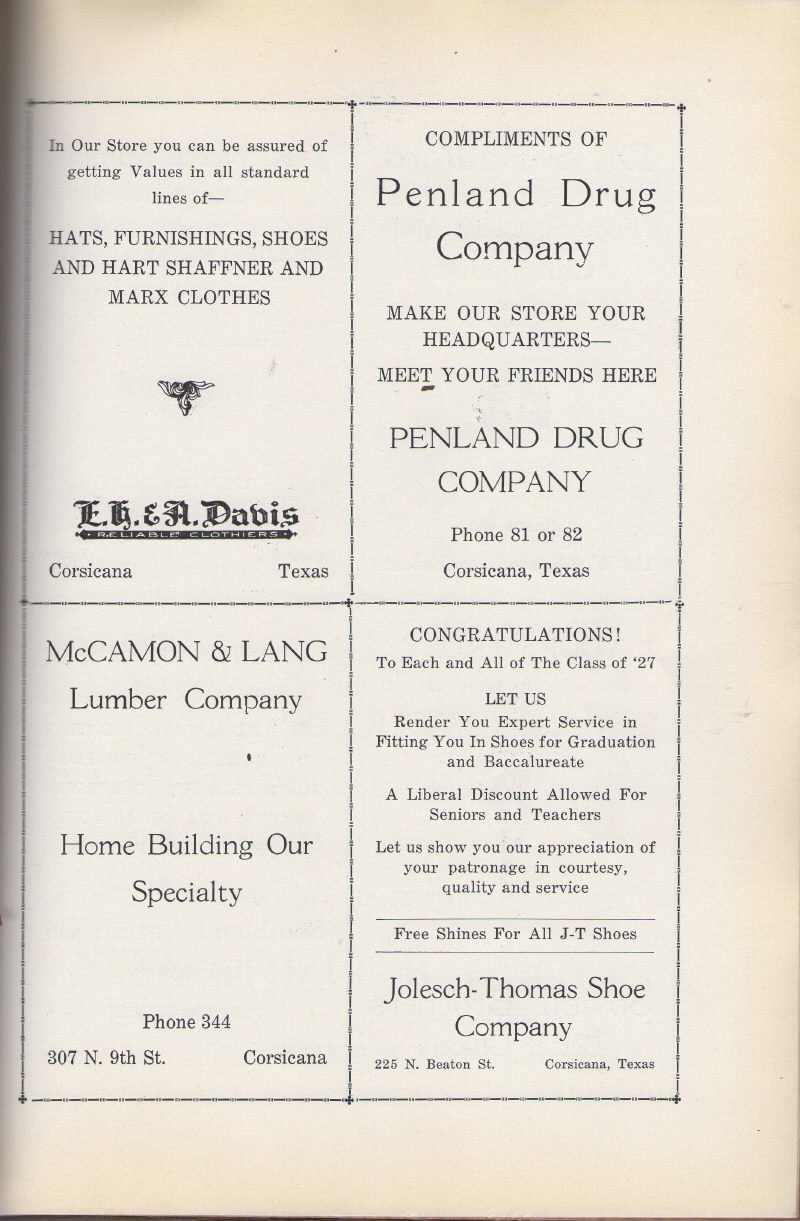 In Our Store you can be assured of
getting Values in all standard
lines of—
HATS, FURNISHINGS, SHOES
AND HART SHAFFNER AND
MARX CLOTHES
E.H.&A. Davis
RELIABLE CLOTHIERS
Corsicana Texas
COMPLIMENTS OF
Penland Drug
Company
MAKE OUR STORE YOUR
HEADQUARTERS—
MEET YOUR FRIENDS HERE
PENLAND DRUG
COMPANY
Phone 81 or 82
Corsicana, Texas
McCAMON & LANG
Lumber Company
Home Building Our
Specialty
Phone 344
307 N. 9th St. Corsicana
CONGRATULATIONS!
To Each and All of The Class of ‘27
LET US
Render You Expert Service in
Fitting You In Shoes for Graduation
and Baccalureate
A Liberal Discount Allowed For
Seniors and Teachers
Let us show you our appreciation of
your patronage in courtesy,
quality and service
Free Shines For All J-T Shoes
Jolesch-Thomas Shoe
Company
225 N. Beaton St. Corsicana, Texas